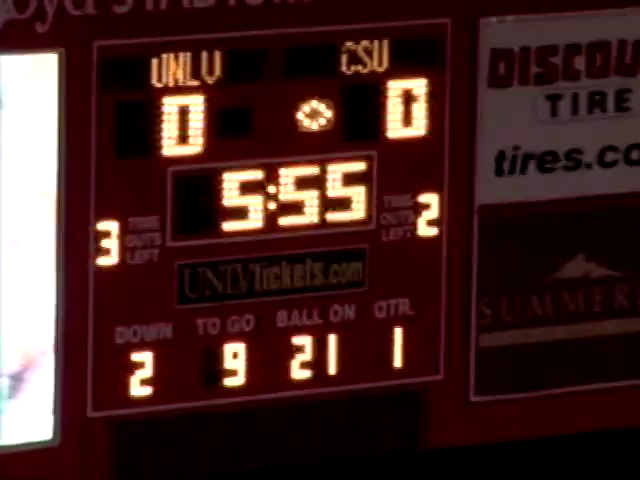 STADIUM
UNLV CSU
0 0
5:55
3 TIME OUTS LEFT
TIME OUTS LEFT 2
UNLVtickets.com
DOWN TO GO BALL ON QTR.
2 9 21 1
DISCOU
TIRE
tires.co
SUMMER